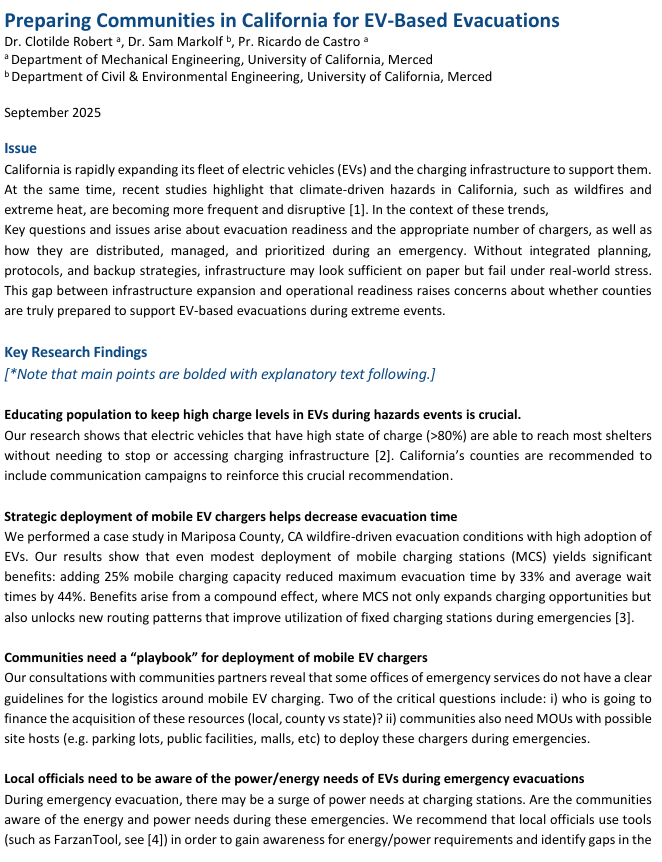 Preparing Communities in California for EV-Based Evacuations
Dr. Clotilde Robert ᵃ, Dr. Sam Markolf ᵇ, Pr. Ricardo de Castro ᵃ
ᵃ Department of Mechanical Engineering, University of California, Merced
ᵇ Department of Civil & Environmental Engineering, University of California, Merced
September 2025
Issue
California is rapidly expanding its fleet of electric vehicles (EVs) and the charging infrastructure to support them.
At the same time, recent studies highlight that climate-driven hazards in California, such as wildfires and
extreme heat, are becoming more frequent and disruptive [1]. In the context of these trends,
Key questions and issues arise about evacuation readiness and the appropriate number of chargers, as well as
how they are distributed, managed, and prioritized during an emergency. Without integrated planning,
protocols, and backup strategies, infrastructure may look sufficient on paper but fail under real-world stress.
This gap between infrastructure expansion and operational readiness raises concerns about whether counties
are truly prepared to support EV-based evacuations during extreme events.
Key Research Findings
[*Note that main points are bolded with explanatory text following.]
Educating population to keep high charge levels in EVs during hazards events is crucial.
Our research shows that electric vehicles that have high state of charge (>80%) are able to reach most shelters
without needing to stop or accessing charging infrastructure [2]. California's counties are recommended to
include communication campaigns to reinforce this crucial recommendation.
Strategic deployment of mobile EV chargers helps decrease evacuation time
We performed a case study in Mariposa County, CA wildfire-driven evacuation conditions with high adoption of
EVs. Our results show that even modest deployment of mobile charging stations (MCS) yields significant
benefits: adding 25% mobile charging capacity reduced maximum evacuation time by 33% and average wait
times by 44%. Benefits arise from a compound effect, where MCS not only expands charging opportunities but
also unlocks new routing patterns that improve utilization of fixed charging stations during emergencies [3].
Communities need a “playbook” for deployment of mobile EV chargers
Our consultations with communities partners reveal that some offices of emergency services do not have a clear
guidelines for the logistics around mobile EV charging. Two of the critical questions include: i) who is going to
finance the acquisition of these resources (local, county vs state)? ii) communities also need MOUs with possible
site hosts (e.g. parking lots, public facilities, malls, etc) to deploy these chargers during emergencies.
Local officials need to be aware of the power/energy needs of EVs during emergency evacuations
During emergency evacuation, there may be a surge of power needs at charging stations. Are the communities
aware of the energy and power needs during these emergencies. We recommend that local officials use tools
(such as FarzanTool, see [4]) in order to gain awareness for energy/power requirements and identify gaps in the